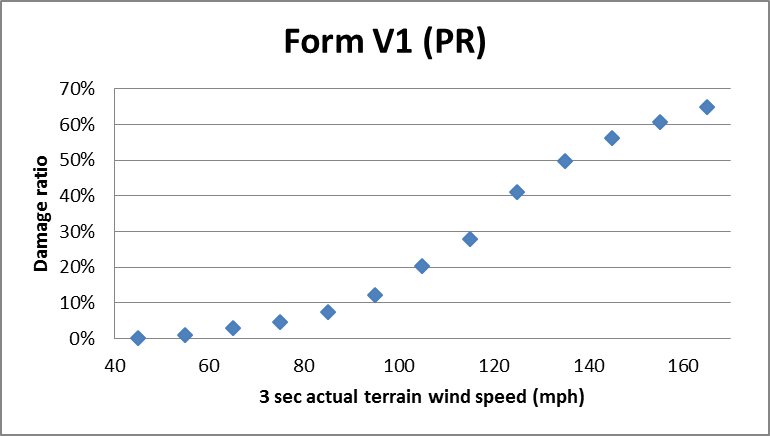 Form V1 (PR)
70%
60%
50%
40%
30%
20%
10%
0%
Damage ratio
40 60 80 100 120 140 160
3 sec actual terrain wind speed (mph)